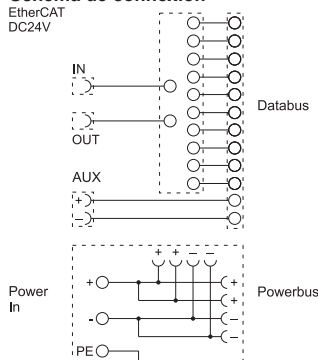 Schéma de connexion
EtherCAT
DC24V
IN
Databus
OUT
AUX
+
–
+ + – –
Power
In
+
+
+
Powerbus
-
–
–
PE